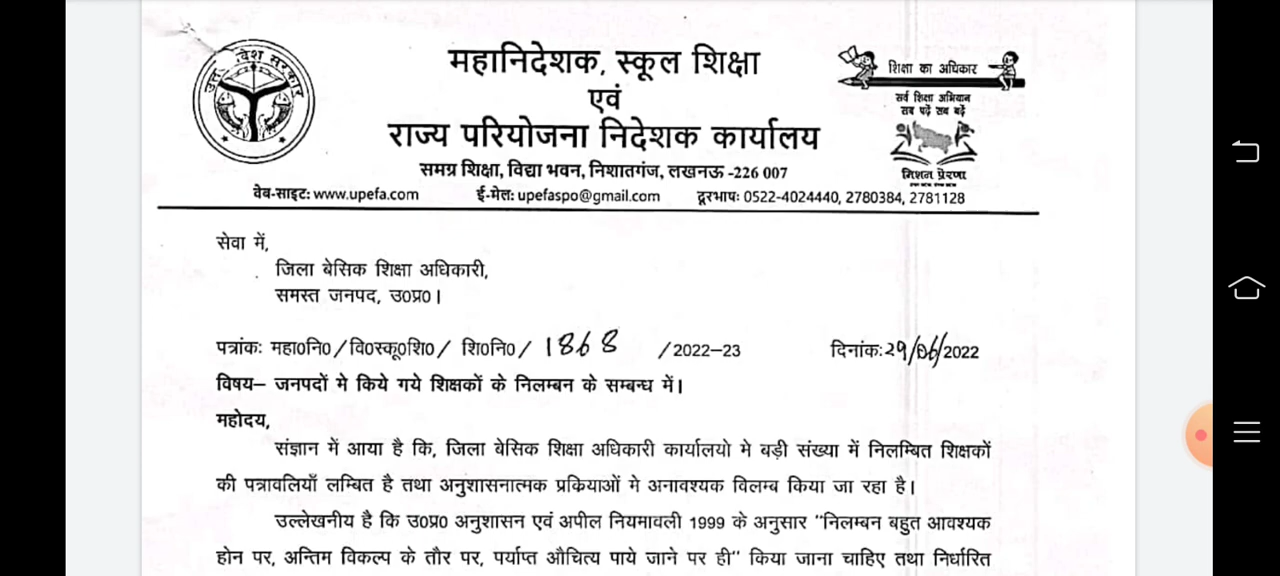 महानिदेशक, स्कूल शिक्षा
एवं
राज्य परियोजना निदेशक कार्यालय
समग्र शिक्षा, विद्या भवन, निशातगंज, लखनऊ -226 007
वेब-साइट: www.upefa.com ई-मेल: upefaspo@gmail.com दूरभाषः 0522-4024440, 2780384, 2781128
शिक्षा का अधिकार
सर्व शिक्षा अभियान
सब पढ़ें सब बढ़ें
मिशन प्रेरणा
सेवा में,
जिला बेसिक शिक्षा अधिकारी,
समस्त जनपद, उ0प्र0।
पत्रांकः महा0नि0/वि0स्कू0शि0/ शि0नि0/ 1868 /2022-23 दिनांक:29/06/2022
विषय– जनपदों मे किये गये शिक्षकों के निलम्बन के सम्बन्ध में।
महोदय,
संज्ञान में आया है कि, जिला बेसिक शिक्षा अधिकारी कार्यालयो मे बड़ी संख्या में निलम्बित शिक्षकों
की पत्रावलियाँ लम्बित है तथा अनुशासनात्मक प्रकियाओं मे अनावश्यक विलम्ब किया जा रहा है।
उल्लेखनीय है कि उ0प्र0 अनुशासन एवं अपील नियमावली 1999 के अनुसार "निलम्बन बहुत आवश्यक
होन पर, अन्तिम विकल्प के तौर पर, पर्याप्त औचित्य पाये जाने पर ही" किया जाना चाहिए तथा निर्धारित